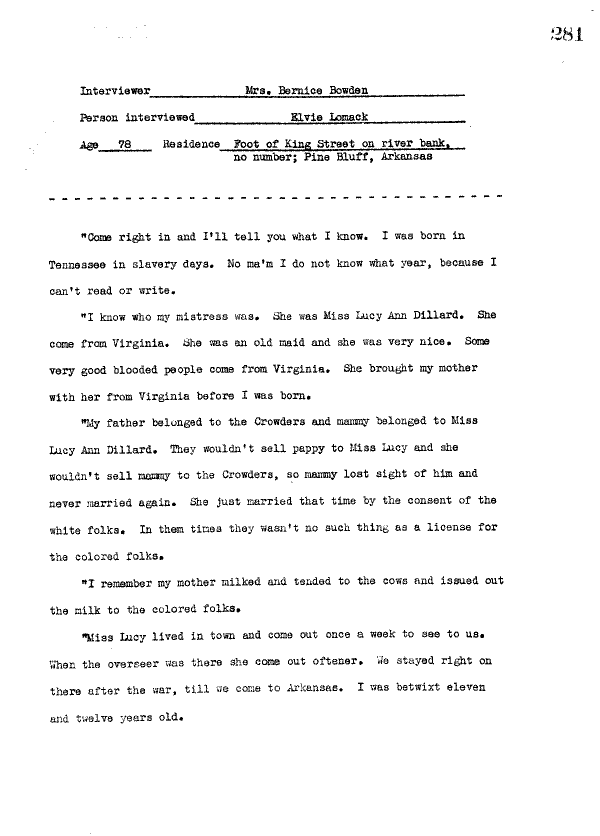 281
Interviewer Mrs. Bernice Bowden
Person interviewed Elvie Lomack
Age 78 Residence Foot of King Street on river bank,
no number; Pine Bluff, Arkansas
"Come right in and I'll tell you what I know. I was born in
Tennessee in slavery days. No ma'm I do not know what year, because I
can't read or write.
"I know who my mistress was. She was Miss Lucy Ann Dillard. She
come from Virginia. She was an old maid and she was very nice. Some
very good blooded people come from Virginia. She brought my mother
with her from Virginia before I was born.
"My father belonged to the Crowders and mammy belonged to Miss
Lucy Ann Dillard. They wouldn't sell pappy to Miss Lucy and she
wouldn't sell mammy to the Crowders, so mammy lost sight of him and
never married again. She just married that time by the consent of the
white folks. In them times they wasn't no such thing as a license for
the colored folks.
"I remember my mother milked and tended to the cows and issued out
the milk to the colored folks.
"Miss Lucy lived in town and come out once a week to see to us.
When the overseer was there she come out oftener. We stayed right on
there after the war, till we come to Arkansas. I was betwixt eleven
and twelve years old.